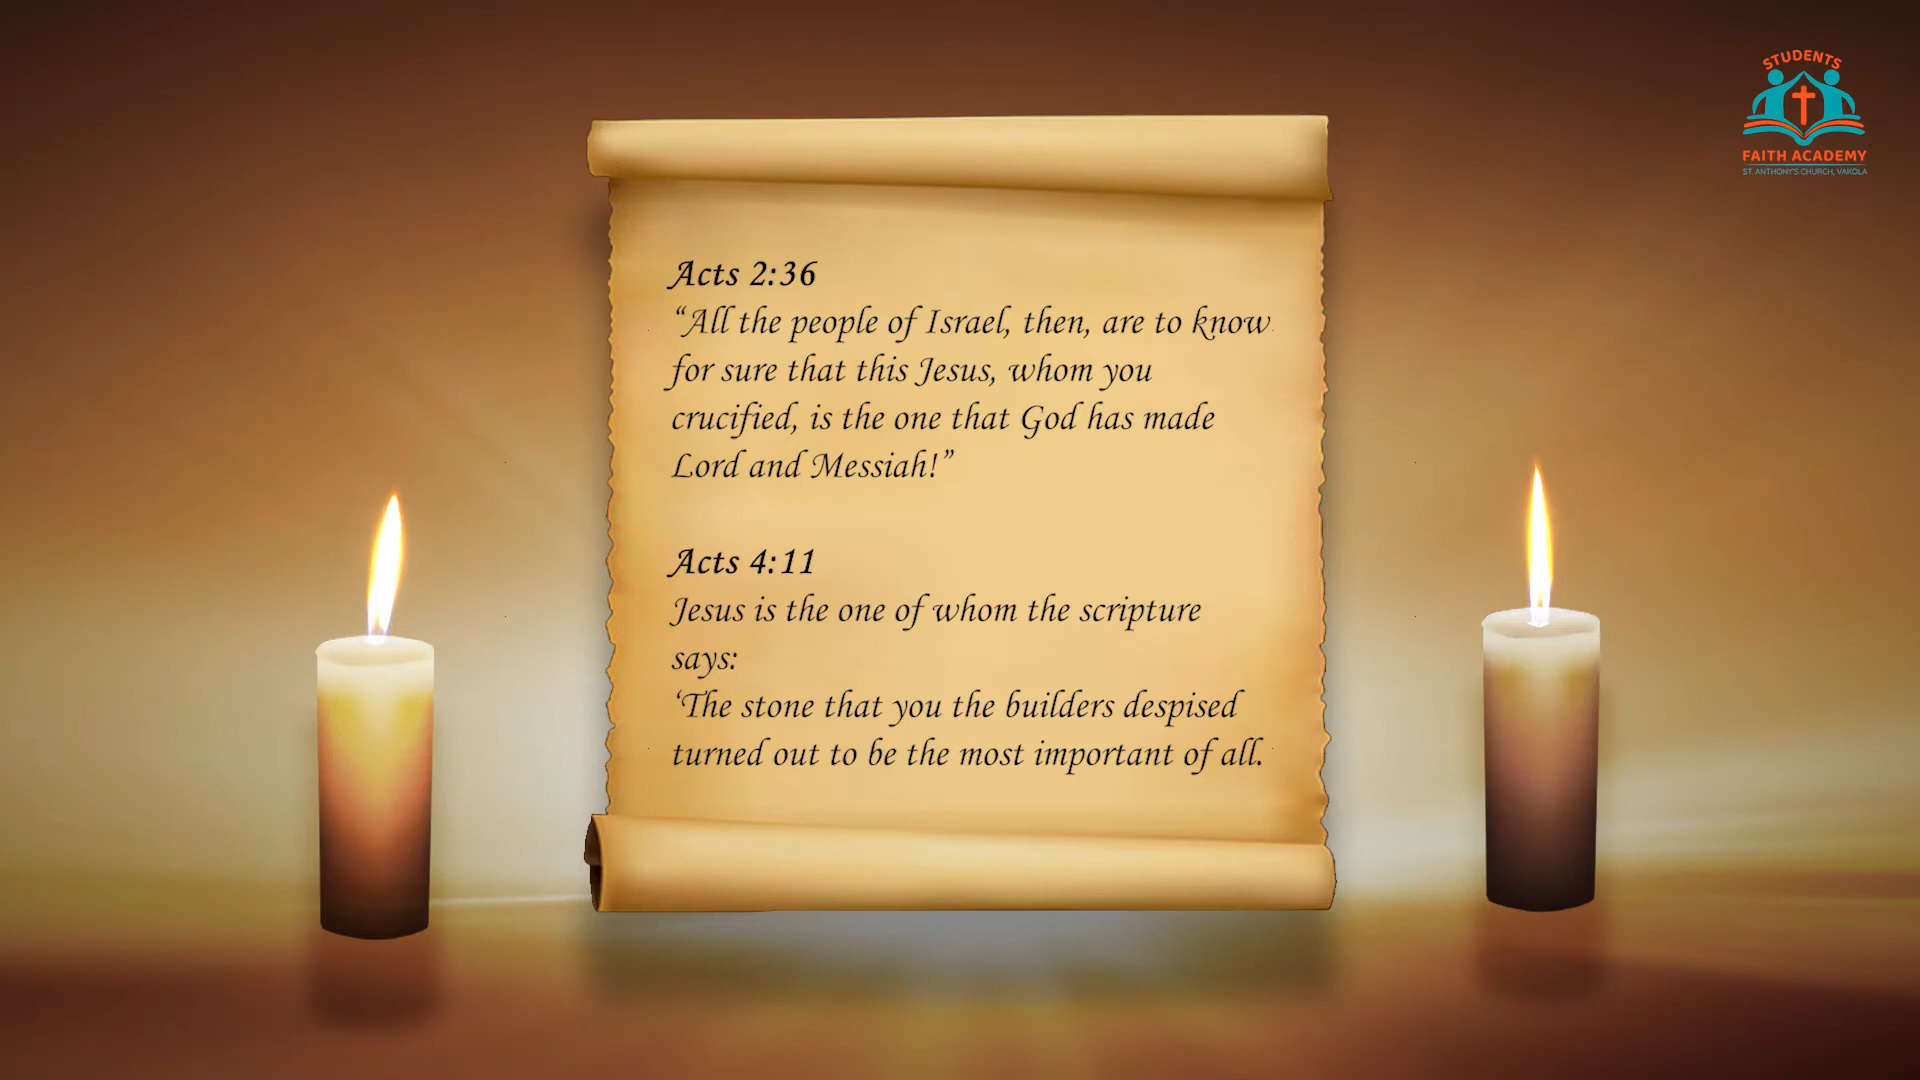 STUDENTS
FAITH ACADEMY
ST. ANTHONY'S CHURCH, VAKOLA
Acts 2:36
“All the people of Israel, then, are to know
for sure that this Jesus, whom you
crucified, is the one that God has made
Lord and Messiah!”
Acts 4:11
Jesus is the one of whom the scripture
says:
‘The stone that you the builders despised
turned out to be the most important of all.